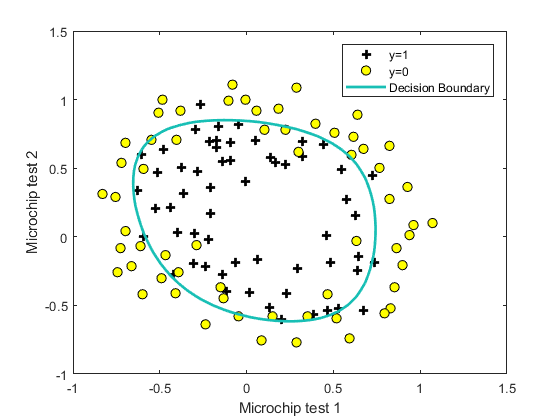 1.5
y=1
y=0
Decision Boundary
1
0.5
Microchip test 2
0
-0.5
-1
-1 -0.5 0 0.5 1 1.5
Microchip test 1